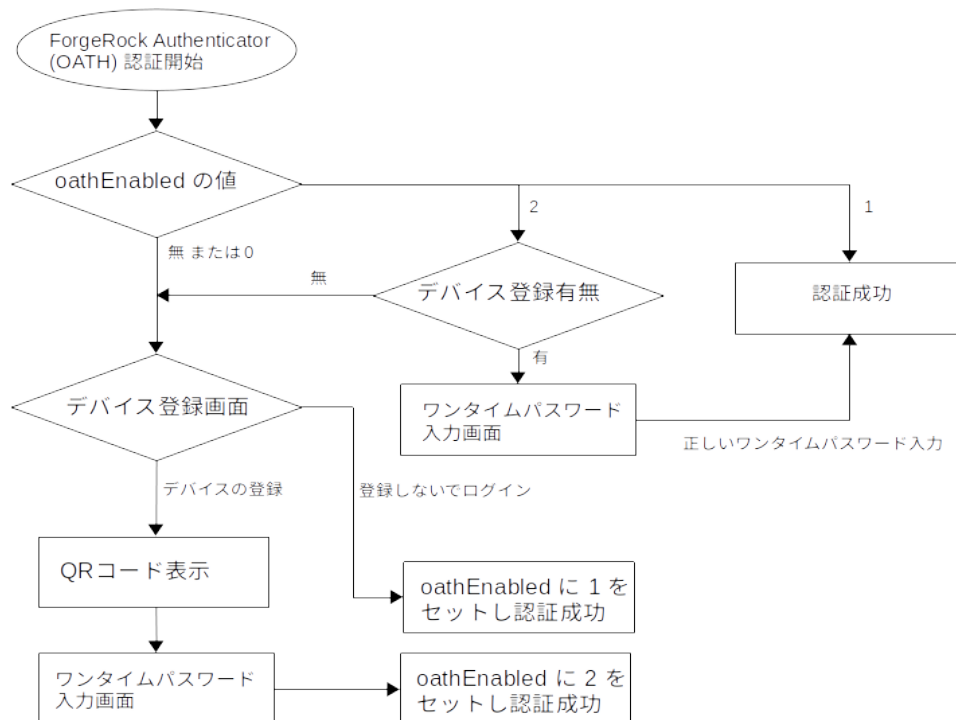 ForgeRock Authenticator
(OATH) 認証開始
oathEnabled の値
2
1
無 または0
無
デバイス登録有無
認証成功
有
デバイス登録画面
ワンタイムパスワード
入力画面
正しいワンタイムパスワード入力
デバイスの登録
登録しないでログイン
QRコード表示
oathEnabled に 1 を
セットし認証成功
ワンタイムパスワード
入力画面
oathEnabled に 2 を
セットし認証成功